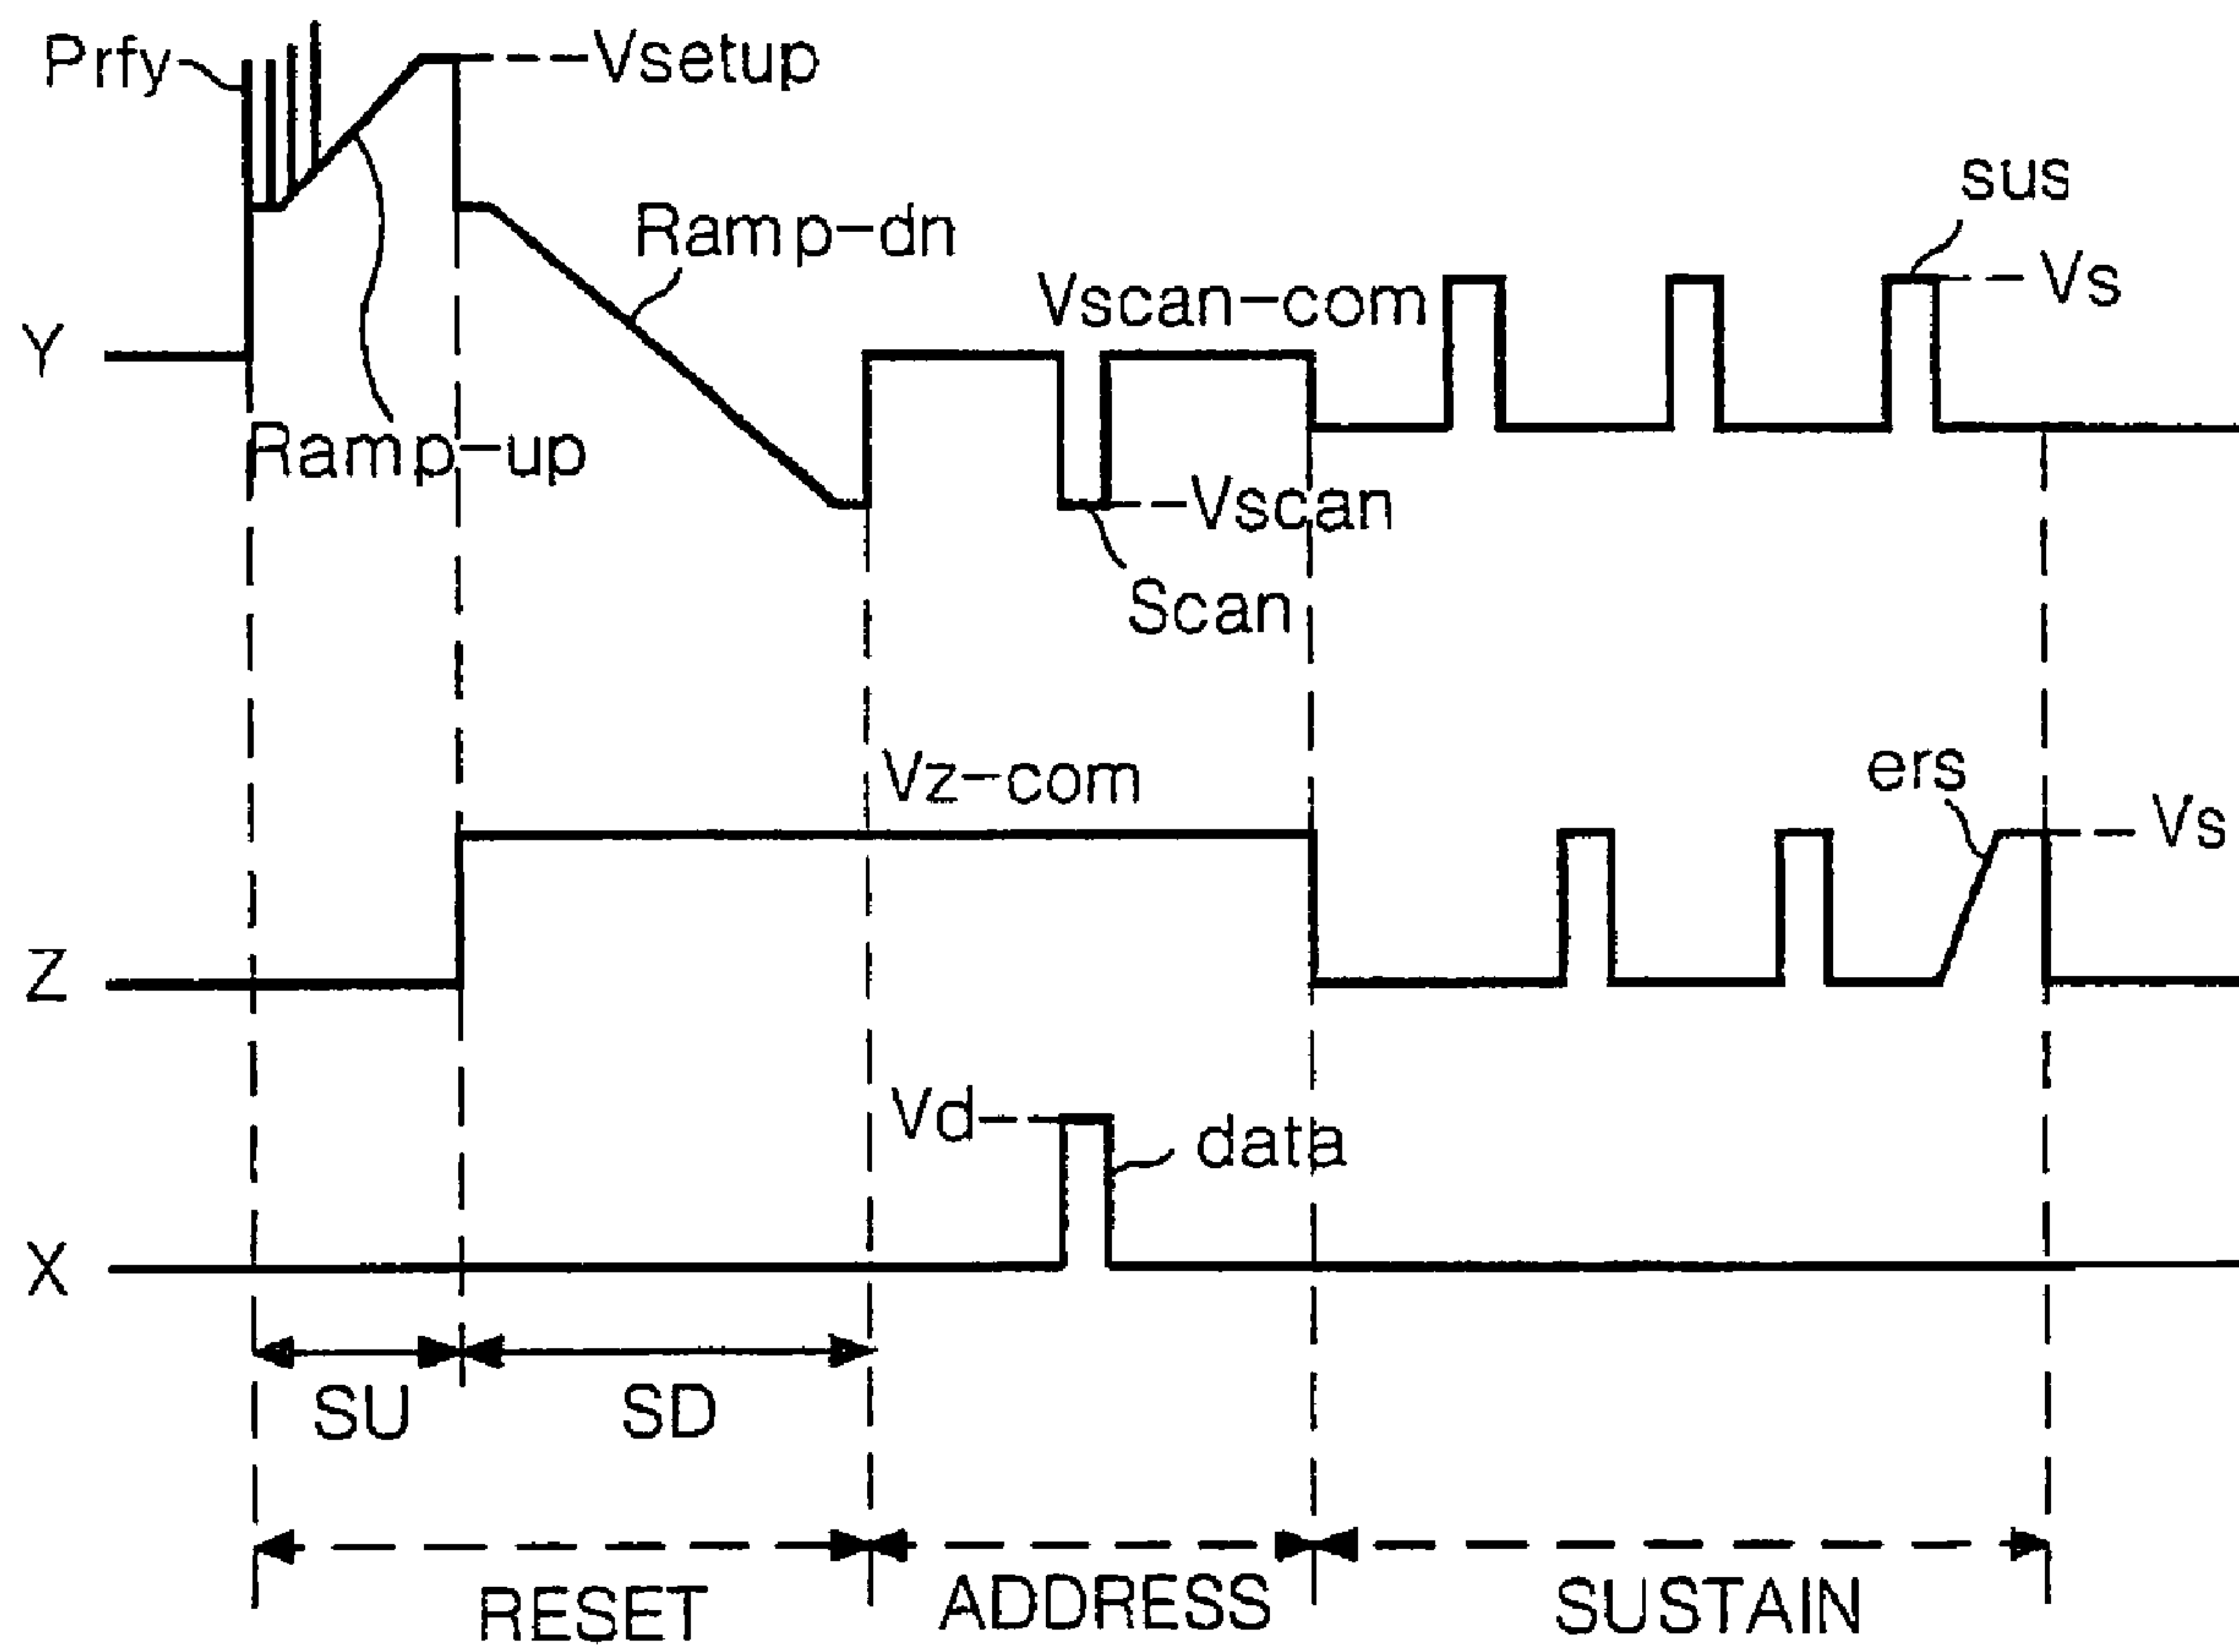 Prfy
Vsetup
sus
Ramp-dn
Vscan-com
Vs
Y
Ramp-up
Vscan
Scan
Vz-com
ers
Vs
Z
Vd
data
X
SU
SD
RESET
ADDRESS
SUSTAIN